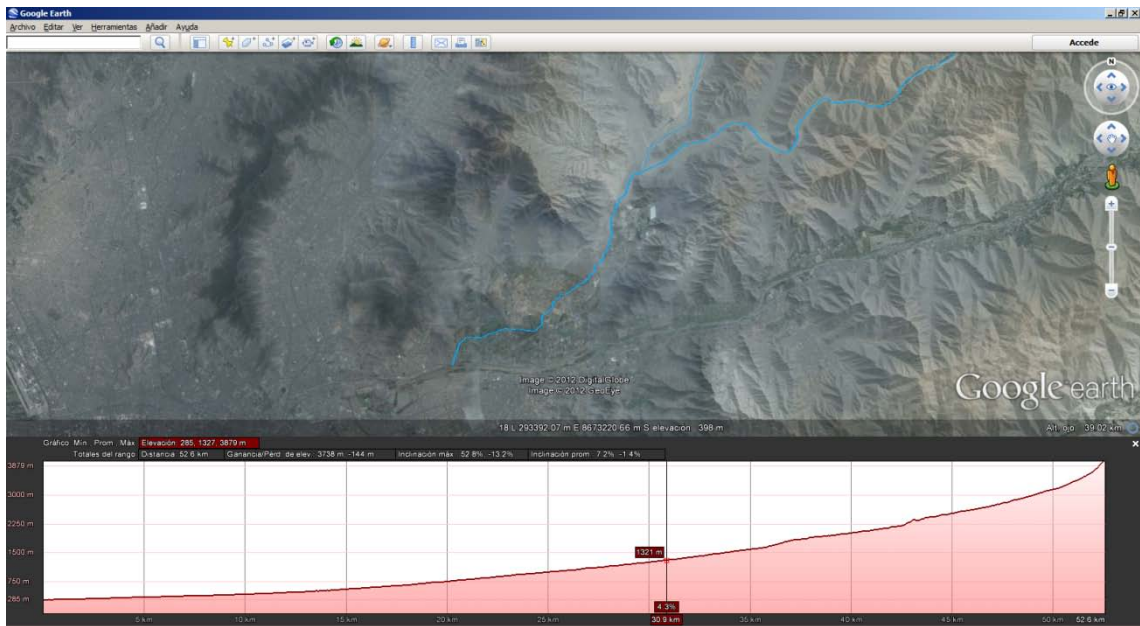 Google Earth
Archivo Editar Ver Herramientas Añadir Ayuda
Accede
N
Image © 2012 DigitalGlobe
Image © 2012 GeoEye
Google earth
18 L 293392.07 m E 8673220.66 m S elevación 398 m
Alt. ojo 39.02 km
Gráfico Mín. Prom. Máx Elevación: 285, 1327, 3879 m
Totales del rango Distancia: 52.6 km Ganancia/Pérd. de elev.: 3738 m, -144 m Inclinación máx.: 52.8%, -13.2% Inclinación prom.: 7.2%, -1.4%
3879 m
3000 m
2250 m
1500 m
750 m
285 m
1321 m
4.3%
5 km 10 km 15 km 20 km 25 km 30.9 km 35 km 40 km 45 km 50 km 52.6 km